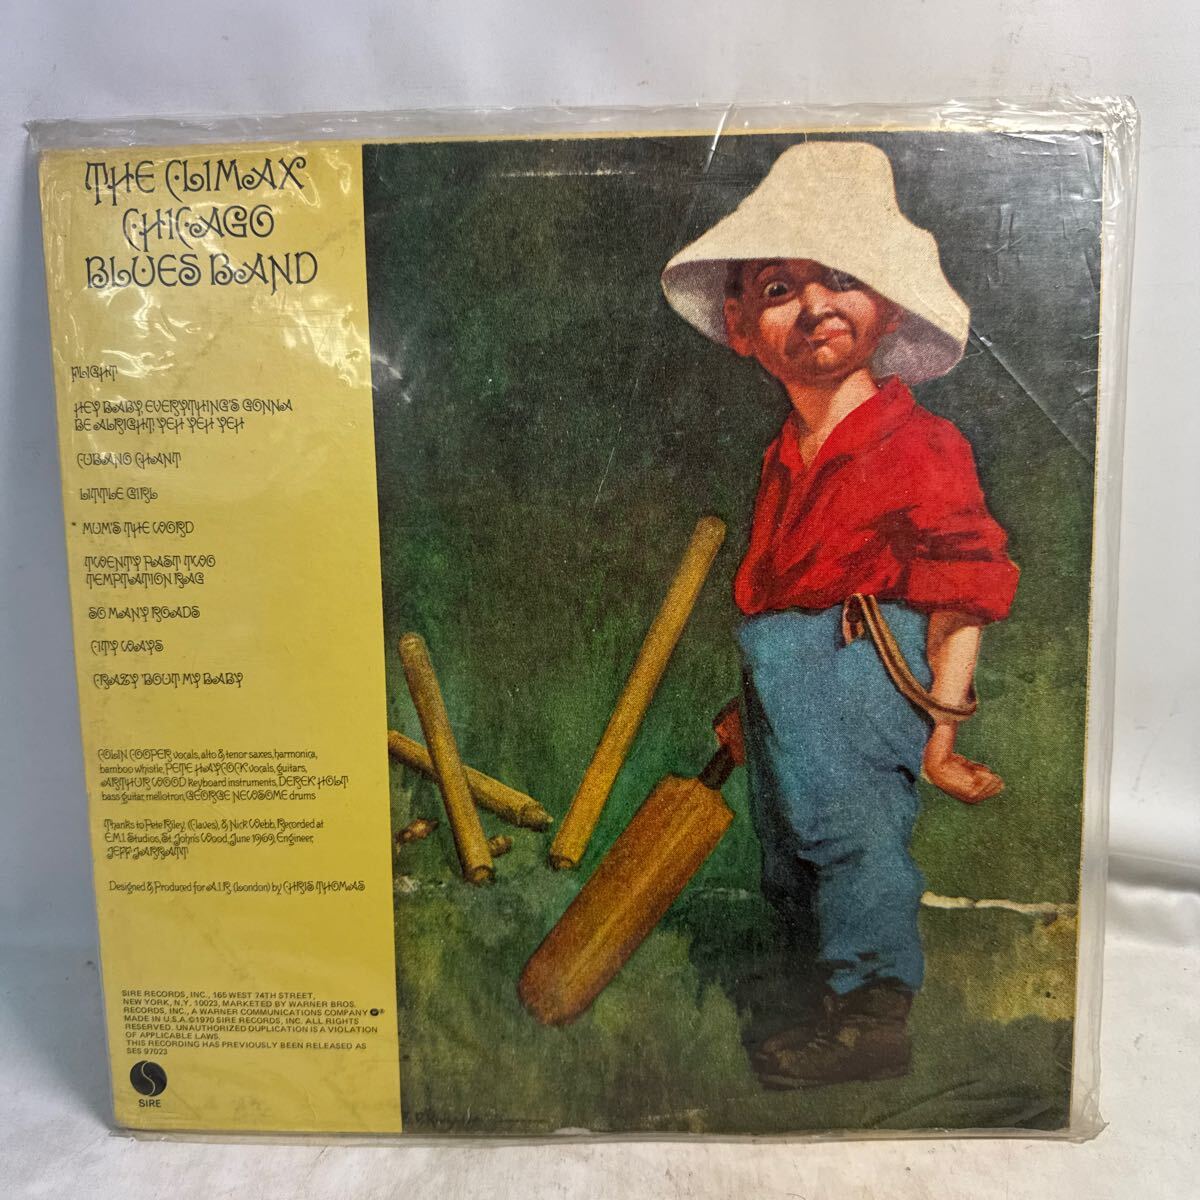 THE CLIMAX
CHICAGO
BLUES BAND
FLIGHT
HEY BABY, EVERYTHING'S GONNA
BE ALRIGHT, YEH YEH YEH
CUBANO CHANT
LITTLE GIRL
* MUM'S THE WORD
TWENTY PAST TWO
TEMPTATION RAG
SO MANY ROADS
CITY WAYS
CRAZY 'BOUT MY BABY
COLIN COOPER vocals, alto & tenor saxes, harmonica,
bamboo whistle, PETE HAYCOCK vocals, guitars,
ARTHUR WOOD keyboard instruments, DEREK HOLT
bass guitar, mellotron, GEORGE NEWSOME drums
Thanks to Pete Riley, (Claves), & Nick Webb, Recorded at
E.M.I. Studios, St. John's Wood, June 1969, Engineer,
JEFF JARRATT
Designed & Produced for A.I.R. (London) by CHRIS THOMAS
SIRE RECORDS, INC., 165 WEST 74TH STREET,
NEW YORK, N.Y. 10023, MARKETED BY WARNER BROS.
RECORDS, INC., A WARNER COMMUNICATIONS COMPANY
MADE IN U.S.A. ©1970 SIRE RECORDS, INC. ALL RIGHTS
RESERVED. UNAUTHORIZED DUPLICATION IS A VIOLATION
OF APPLICABLE LAWS.
THIS RECORDING HAS PREVIOUSLY BEEN RELEASED AS
SES 97023
SIRE